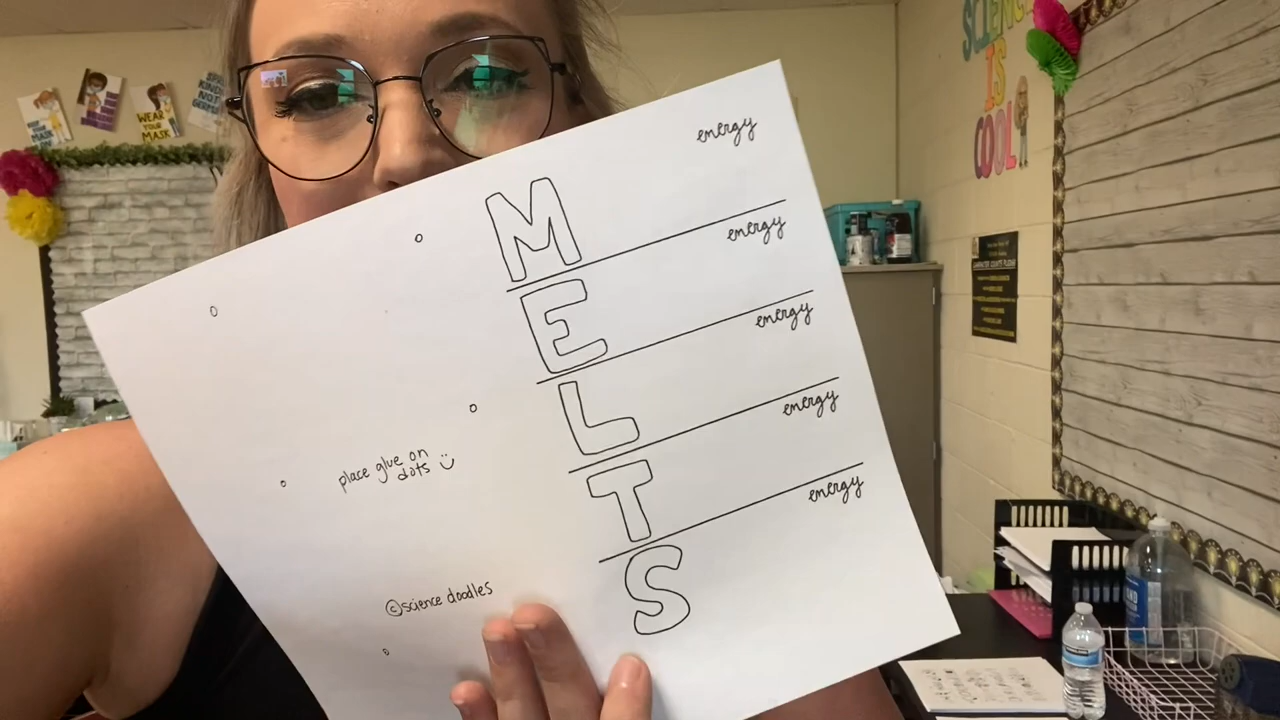 energy
M
energy
E
energy
L
energy
T
energy
S
place glue on
dots
©science doodles
SCIENCE
IS
COOL
WEAR
YOUR
MASK